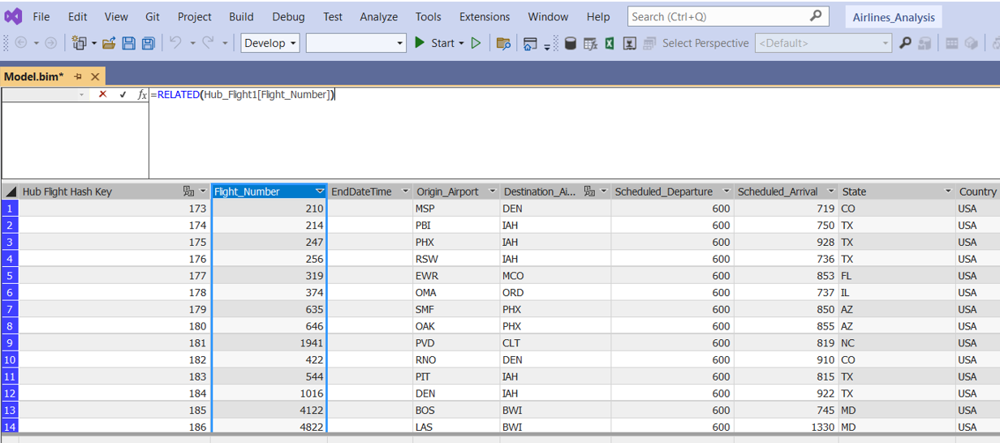 File Edit View Git Project Build Debug Test Analyze Tools Extensions Window Help Search (Ctrl+Q) Airlines_Analysis
Develop Start Select Perspective <Default>
Model.bim*
fx =RELATED(Hub_Flight1[Flight_Number])
Hub Flight Hash Key Flight_Number EndDateTime Origin_Airport Destination_Ai... Scheduled_Departure Scheduled_Arrival State Country
1 173 210 MSP DEN 600 719 CO USA
2 174 214 PBI IAH 600 750 TX USA
3 175 247 PHX IAH 600 928 TX USA
4 176 256 RSW IAH 600 736 TX USA
5 177 319 EWR MCO 600 853 FL USA
6 178 374 OMA ORD 600 737 IL USA
7 179 635 SMF PHX 600 850 AZ USA
8 180 646 OAK PHX 600 855 AZ USA
9 181 1941 PVD CLT 600 819 NC USA
10 182 422 RNO DEN 600 910 CO USA
11 183 544 PIT IAH 600 815 TX USA
12 184 1016 DEN IAH 600 922 TX USA
13 185 4122 BOS BWI 600 745 MD USA
14 186 4822 LAS BWI 600 1330 MD USA